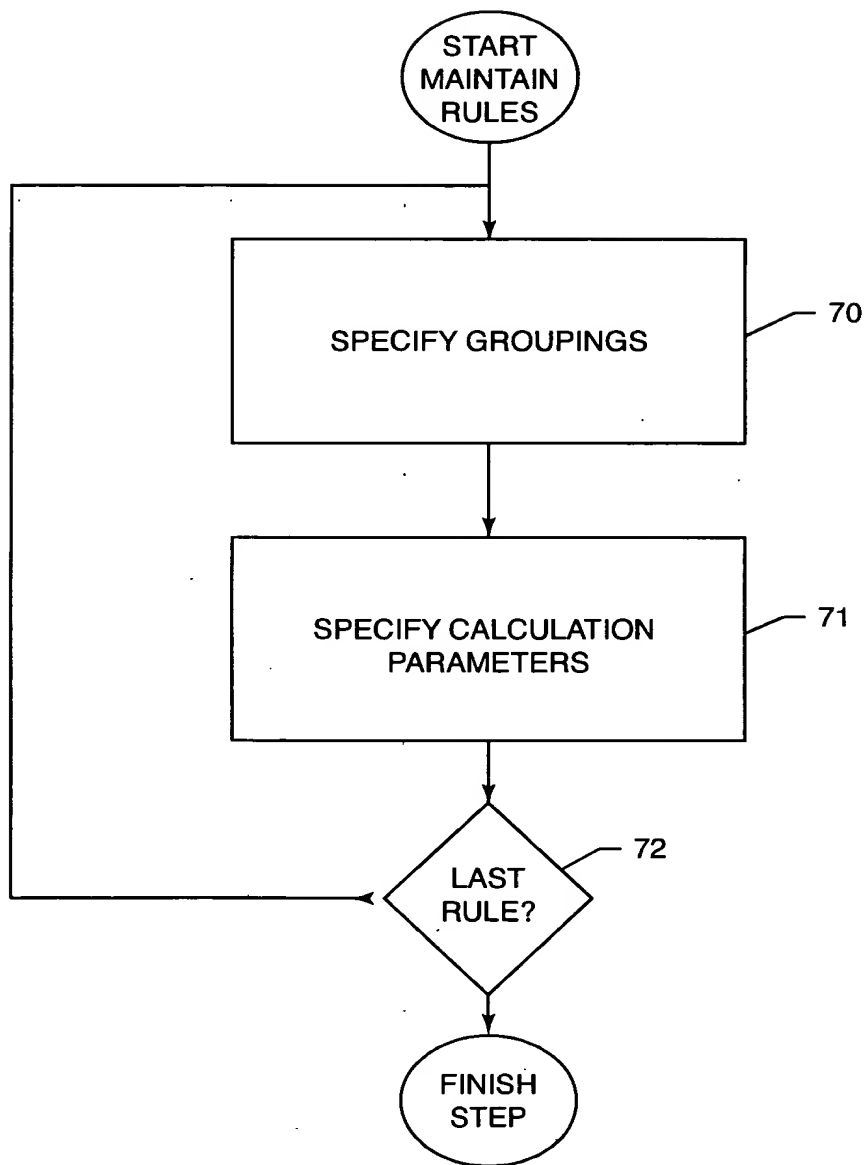 START
MAINTAIN
RULES
SPECIFY GROUPINGS
70
SPECIFY CALCULATION
PARAMETERS
71
72
LAST
RULE?
FINISH
STEP